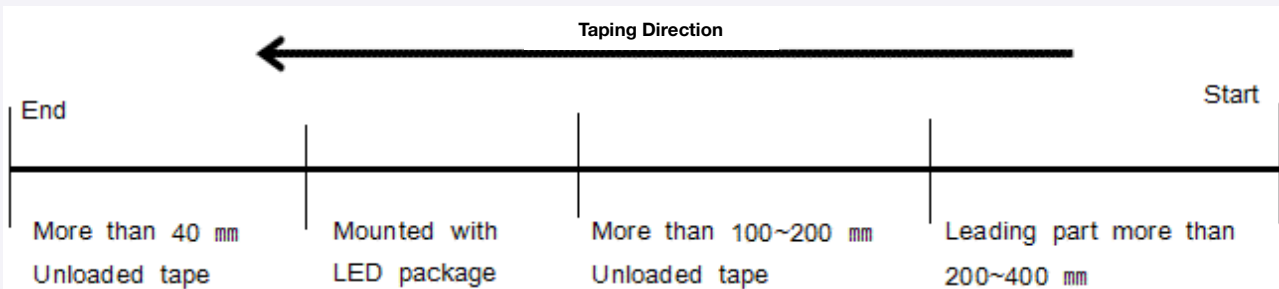 Taping Direction
End
Start
More than 40 mm
Unloaded tape
Mounted with
LED package
More than 100~200 mm
Unloaded tape
Leading part more than
200~400 mm